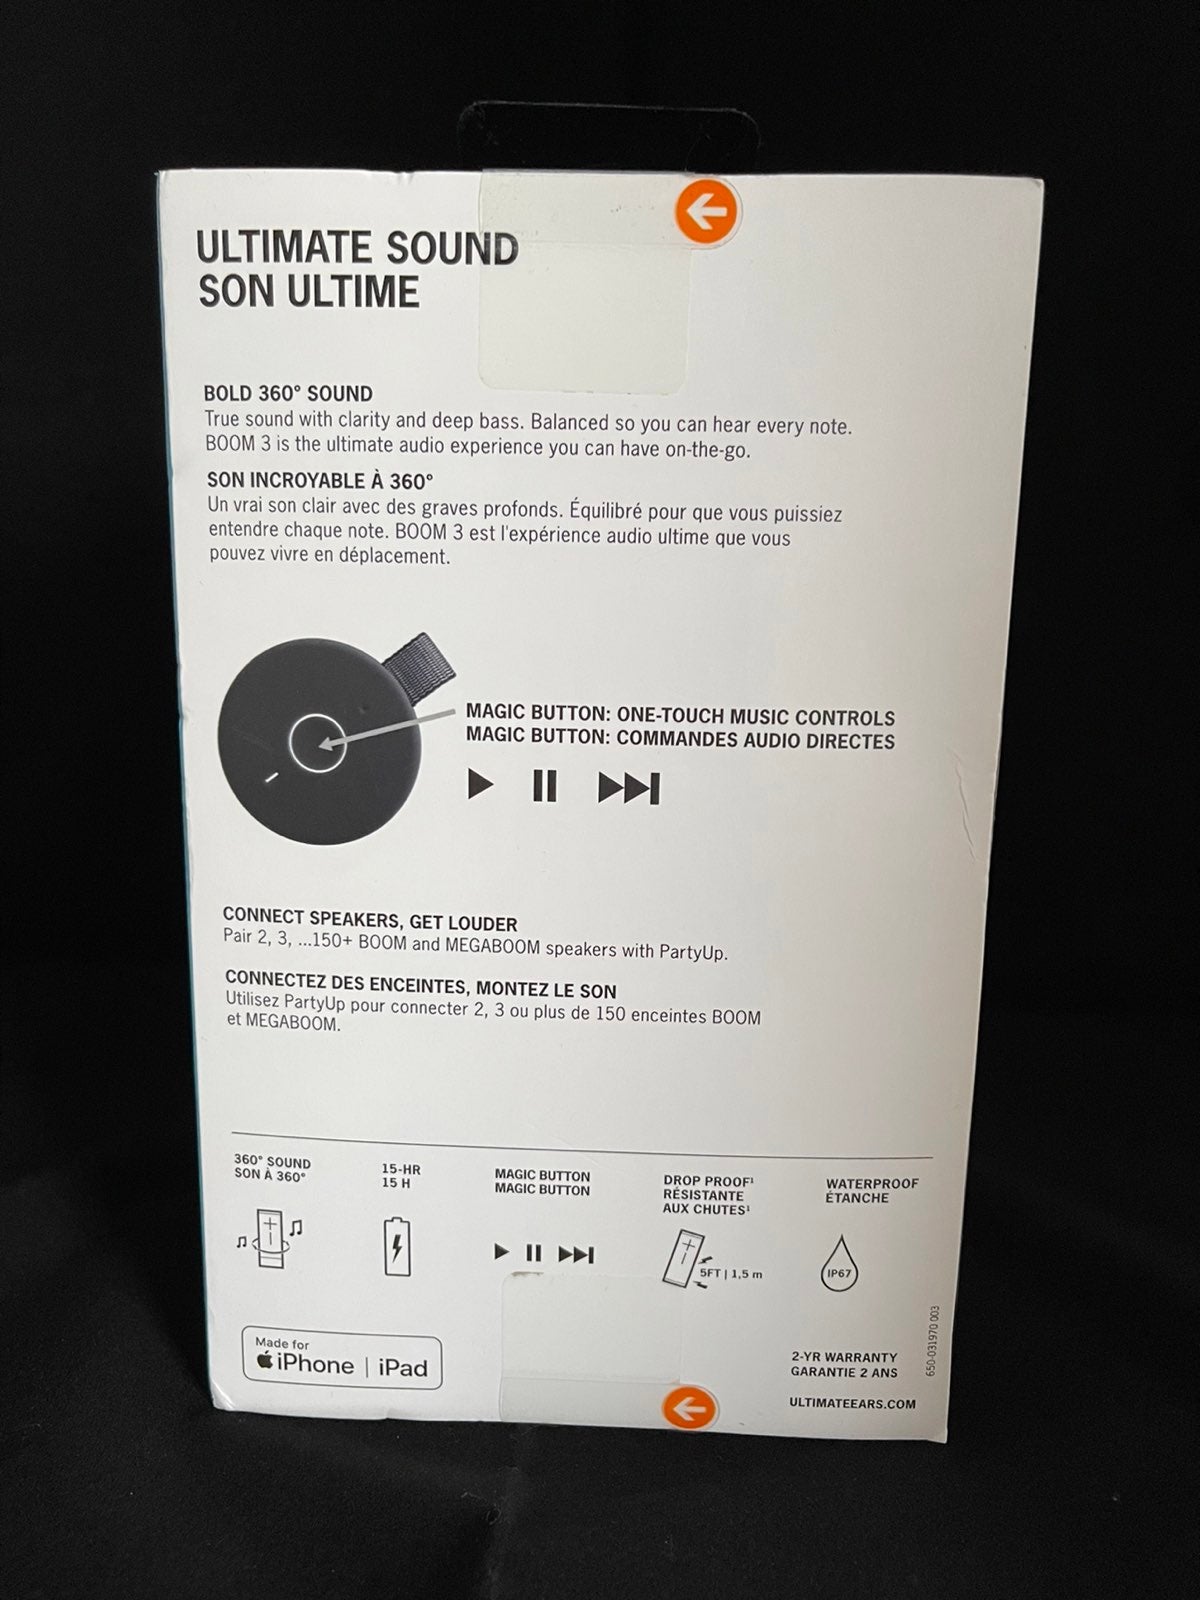 ULTIMATE SOUND
SON ULTIME
BOLD 360° SOUND
True sound with clarity and deep bass. Balanced so you can hear every note.
BOOM 3 is the ultimate audio experience you can have on-the-go.
SON INCROYABLE À 360°
Un vrai son clair avec des graves profonds. Équilibré pour que vous puissiez
entendre chaque note. BOOM 3 est l'expérience audio ultime que vous
pouvez vivre en déplacement.
MAGIC BUTTON: ONE-TOUCH MUSIC CONTROLS
MAGIC BUTTON: COMMANDES AUDIO DIRECTES
CONNECT SPEAKERS, GET LOUDER
Pair 2, 3, ...150+ BOOM and MEGABOOM speakers with PartyUp.
CONNECTEZ DES ENCEINTES, MONTEZ LE SON
Utilisez PartyUp pour connecter 2, 3 ou plus de 150 enceintes BOOM
et MEGABOOM.
360° SOUND
SON À 360°
15-HR
15 H
MAGIC BUTTON
MAGIC BUTTON
DROP PROOF¹
RÉSISTANTE
AUX CHUTES¹
5FT | 1,5 m
WATERPROOF
ÉTANCHE
IP67
Made for
iPhone | iPad
2-YR WARRANTY
GARANTIE 2 ANS
ULTIMATEEARS.COM
650-031970 003